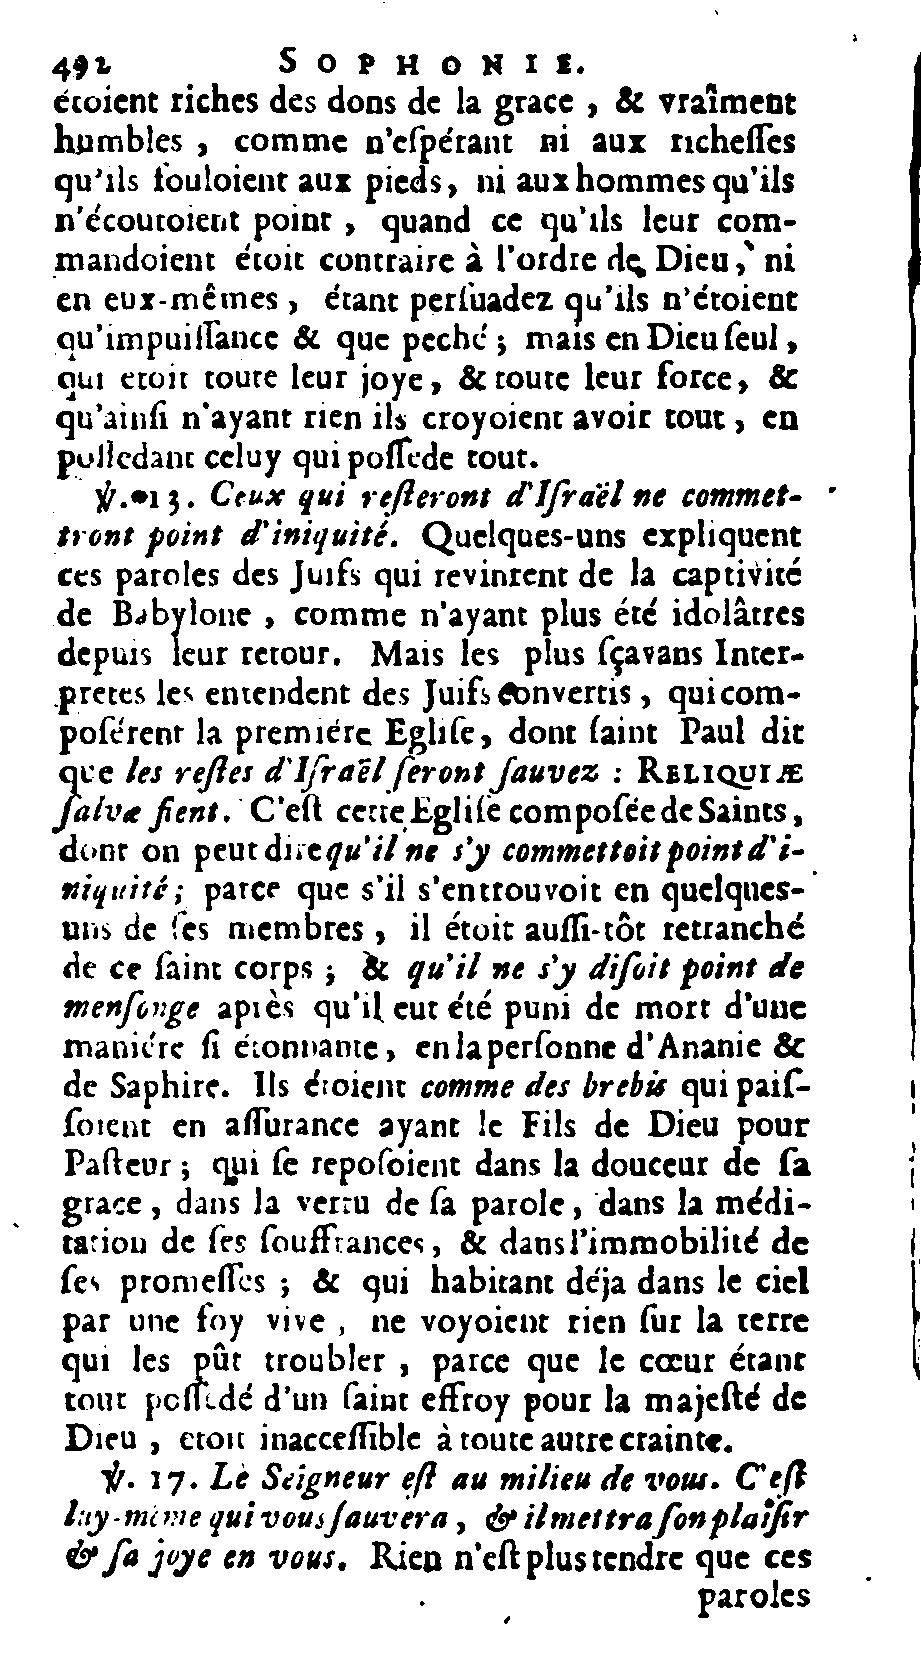 492 SOPHONIE.
étoient riches des dons de la grace, & vraîment
humbles, comme n'eſpérant ni aux richeſſes
qu'ils fouloient aux pieds, ni aux hommes qu'ils
n'écoutoient point, quand ce qu'ils leur com-
mandoient étoit contraire à l'ordre de Dieu, ni
en eux-mêmes, étant perſuadez qu'ils n'étoient
qu'impuiſſance & que peché; mais en Dieu ſeul,
qui etoit toute leur joye, & toute leur force, &
qu'ainſi n'ayant rien ils croyoient avoir tout, en
poſſedant celuy qui poſſede tout.
℣. 13. Ceux qui reſteront d'Iſraël ne commet-
tront point d'iniquité. Quelques-uns expliquent
ces paroles des Juifs qui revinrent de la captivité
de Babylone, comme n'ayant plus été idolâtres
depuis leur retour. Mais les plus ſçavans Inter-
pretes les entendent des Juifs convertis, qui com-
poſérent la premiére Egliſe, dont ſaint Paul dit
que les reſtes d'Iſraël ſeront ſauvez : RELIQUIÆ
ſalvæ fient. C'eſt cette Egliſe compoſée de Saints,
dont on peut dire qu'il ne s'y commettoit point d'i-
niquité; parce que s'il s'en trouvoit en quelques-
uns de ſes membres, il étoit auſſi-tôt retranché
de ce ſaint corps; & qu'il ne s'y diſoit point de
menſonge après qu'il eut été puni de mort d'une
maniére ſi étonnante, en la perſonne d'Ananie &
de Saphire. Ils étoient comme des brebis qui paiſ-
ſoient en aſſurance ayant le Fils de Dieu pour
Paſteur; qui ſe repoſoient dans la douceur de ſa
grace, dans la vertu de ſa parole, dans la médi-
tation de ſes ſouffrances, & dans l'immobilité de
ſes promeſſes; & qui habitant déja dans le ciel
par une foy vive, ne voyoient rien ſur la terre
qui les pût troubler, parce que le cœur étant
tout poſſedé d'un ſaint effroy pour la majeſté de
Dieu, etoit inacceſſible à toute autre crainte.
℣. 17. Le Seigneur eſt au milieu de vous. C'eſt
luy-même qui vous ſauvera, & il mettra ſon plaiſir
& ſa joye en vous. Rien n'eſt plus tendre que ces
paroles